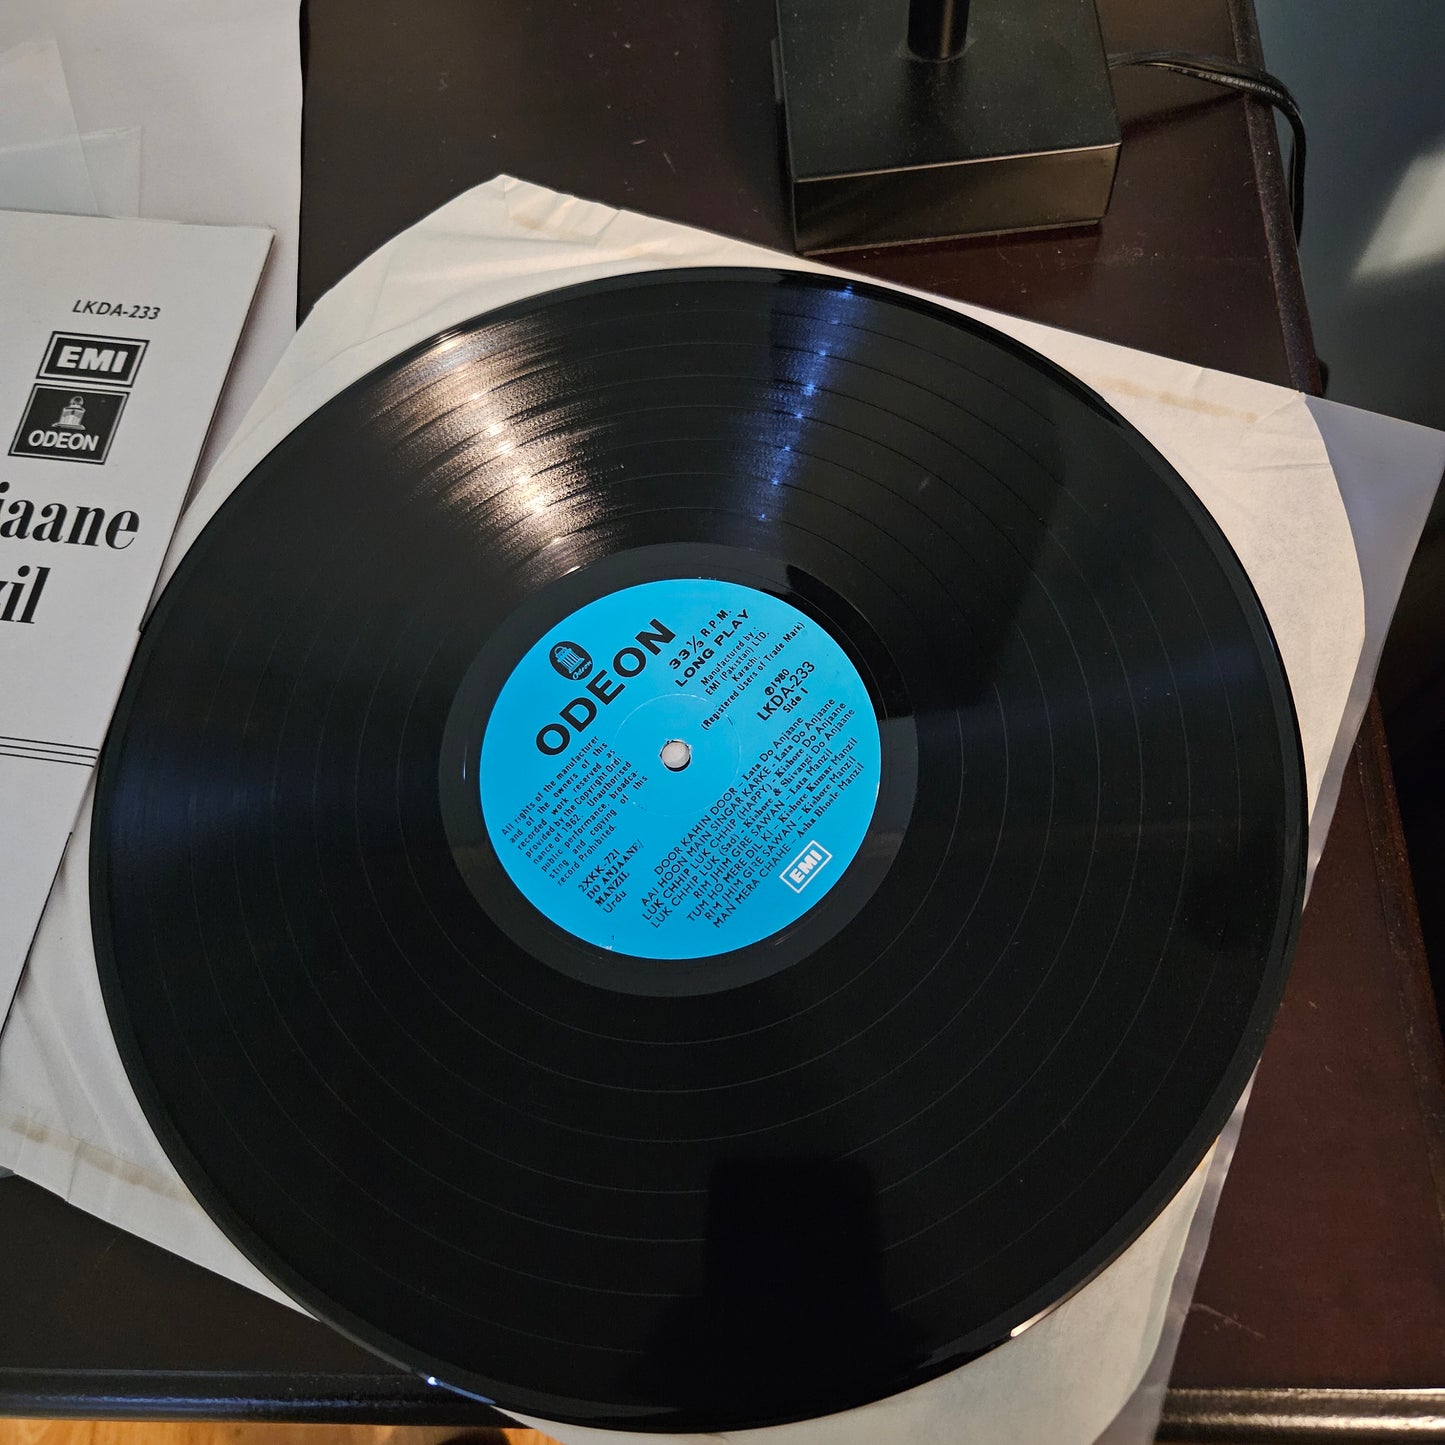 LKDA-233
EMI
ODEON
jaane
zil
Odeon
ODEON
33 1/3 R.P.M.
LONG PLAY
Manufactured by :
EMI (Pakistan) LTD.
Karachi.
(Registered Users of Trade Mark)
℗1980
LKDA-233
Side 1
All rights of the manufacturer
and of the owners of the
recorded work reserved as
provided by the Copyright Ordi-
nance of 1962. Unauthorised
public performance broadca-
sting and copying of this
record Prohibited.
2XKK-721
DO ANJAANE/
MANZIL
Urdu
DOOR KAHIN DOOR - Lata Do Anjaane
AAI HOON MAIN SINGAR KARKE - Lata Do Anjaane
LUK CHHIP LUK CHHIP (HAPPY) - Kishore Do Anjaane
LUK CHHIP LUK (Sad) - Kishore & Shivangi Do Anjaane
RIM JHIM GIRE SAWAN - Lata Manzil
TUM HO MERE DIL KI - Kishore Kumar Manzil
RIM JHIM GIRE SAWAN - Kishore Manzil
MAN MERA CHAHE - Asha Bhosle Manzil
EMI